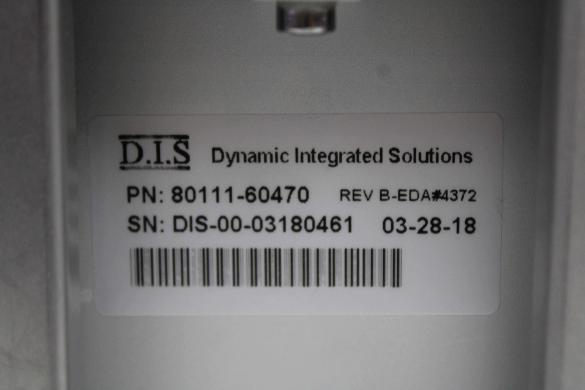 D.I.S Dynamic Integrated Solutions
PN: 80111-60470 REV B-EDA#4372
SN: DIS-00-03180461 03-28-18